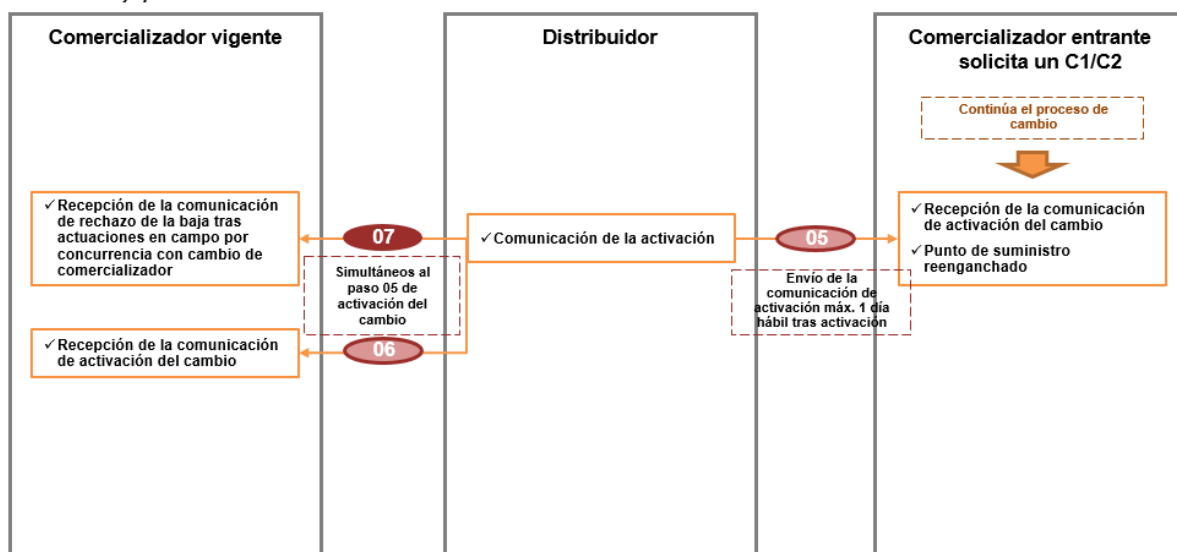 Comercializador vigente
Distribuidor
Comercializador entrante
solicita un C1/C2
Continúa el proceso de
cambio
✓Recepción de la comunicación
de rechazo de la baja tras
actuaciones en campo por
concurrencia con cambio de
comercializador
07
Simultáneos al
paso 05 de
activación del
cambio
06
✓Recepción de la comunicación
de activación del cambio
✓Comunicación de la activación
05
Envío de la
comunicación de
activación máx. 1 día
hábil tras activación
✓Recepción de la comunicación
de activación del cambio
✓Punto de suministro
reenganchado